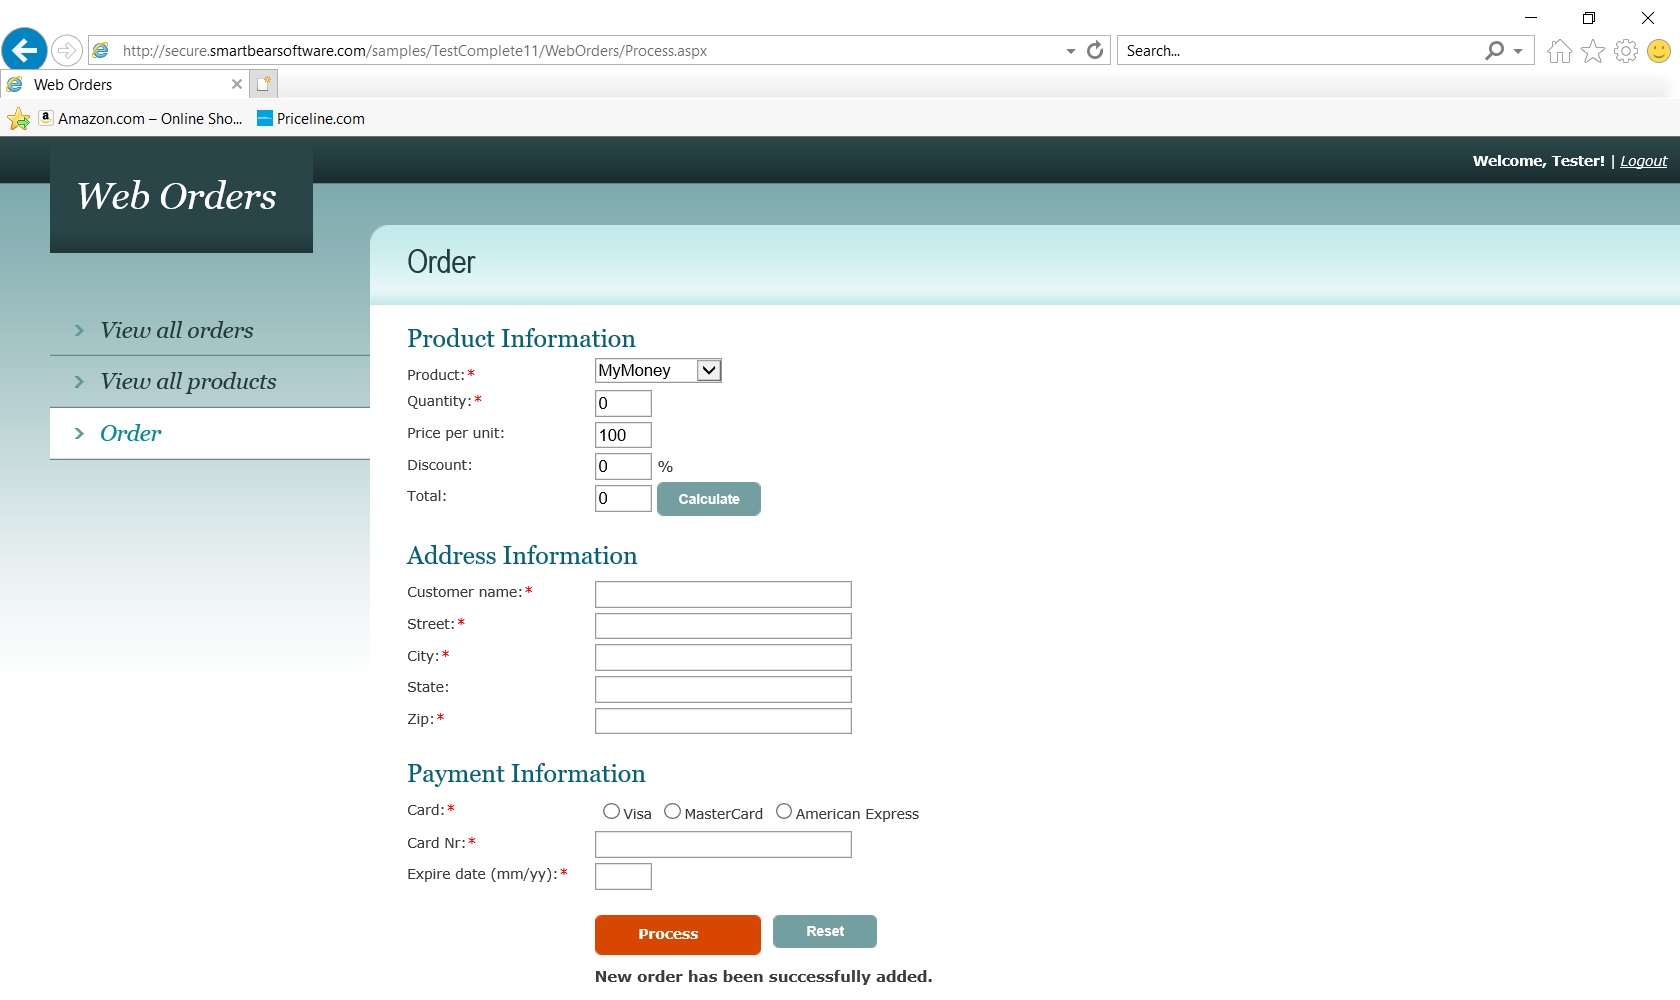 http://secure.smartbearsoftware.com/samples/TestComplete11/WebOrders/Process.aspx
Search...
Web Orders
Amazon.com – Online Sho...
Priceline.com
Welcome, Tester! | Logout
Web Orders
Order
View all orders
View all products
Order
Product Information
Product:* MyMoney
Quantity:* 0
Price per unit: 100
Discount: 0 %
Total: 0 Calculate
Address Information
Customer name:*
Street:*
City:*
State:
Zip:*
Payment Information
Card:* Visa MasterCard American Express
Card Nr:*
Expire date (mm/yy):*
Process Reset
New order has been successfully added.